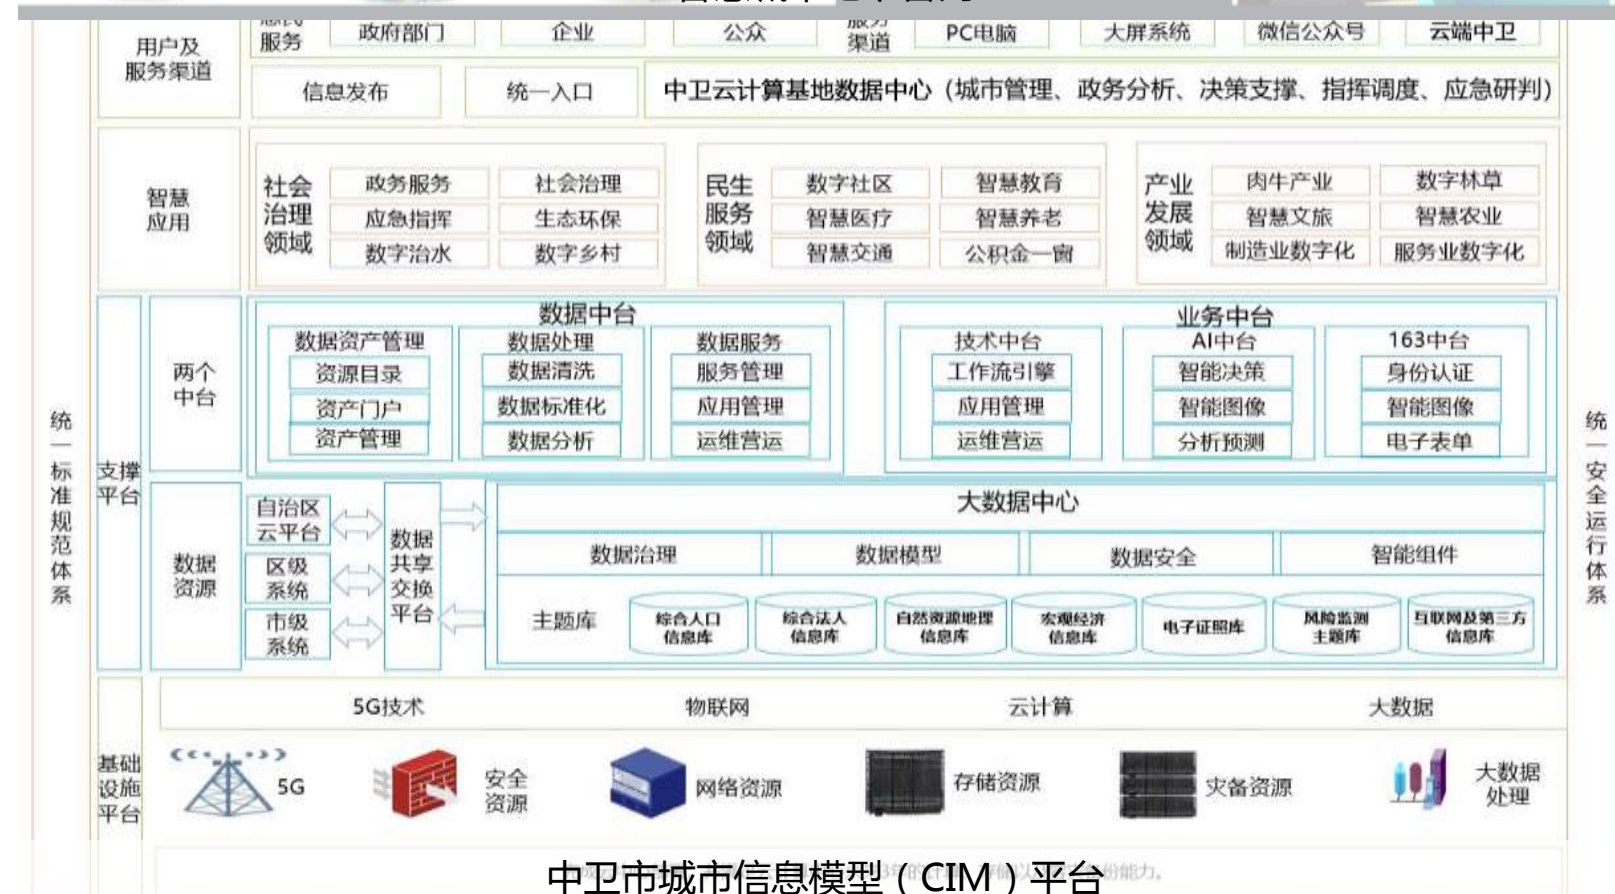 用户及
服务渠道
服务
政府部门
企业
公众
渠道
PC电脑
大屏系统
微信公众号
云端中卫
信息发布
统一入口
中卫云计算基地数据中心（城市管理、政务分析、决策支撑、指挥调度、应急研判）
智慧
应用
社会
治理
领域
政务服务
社会治理
应急指挥
生态环保
数字治水
数字乡村
民生
服务
领域
数字社区
智慧教育
智慧医疗
智慧养老
智慧交通
公积金一窗
产业
发展
领域
肉牛产业
数字林草
智慧文旅
智慧农业
制造业数字化
服务业数字化
统一标准规范体系
支撑
平台
两个
中台
数据中台
数据资产管理
资源目录
资产门户
资产管理
数据处理
数据清洗
数据标准化
数据分析
数据服务
服务管理
应用管理
运维营运
业务中台
技术中台
工作流引擎
应用管理
运维营运
AI中台
智能决策
智能图像
分析预测
163中台
身份认证
智能图像
电子表单
统一安全运行体系
数据
资源
自治区
云平台
区级
系统
市级
系统
数据
共享
交换
平台
大数据中心
数据治理
数据模型
数据安全
智能组件
主题库
综合人口
信息库
综合法人
信息库
自然资源地理
信息库
宏观经济
信息库
电子证照库
风险监测
主题库
互联网及第三方
信息库
基础
设施
平台
5G技术
物联网
云计算
大数据
5G
安全
资源
网络资源
存储资源
灾备资源
大数据
处理
中卫市城市信息模型（CIM）平台